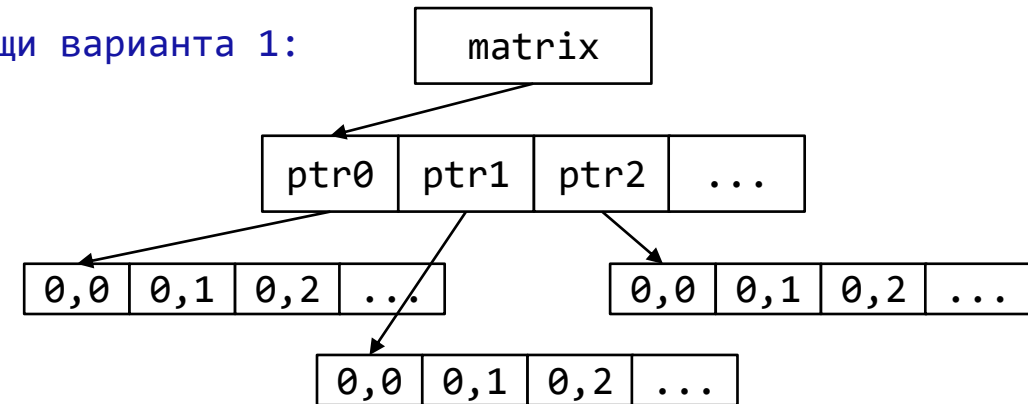 щи варианта 1:
matrix
ptr0 ptr1 ptr2 ...
0,0 0,1 0,2 ...
0,0 0,1 0,2 ...
0,0 0,1 0,2 ...